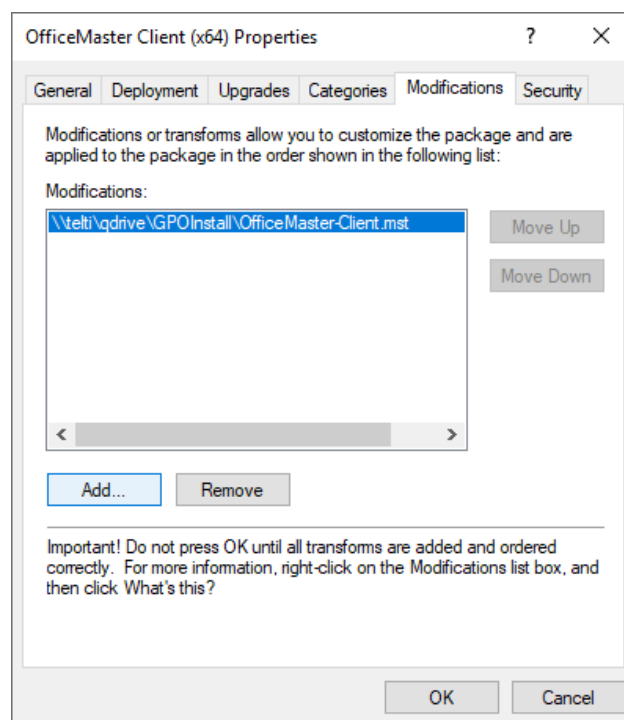 OfficeMaster Client (x64) Properties ?
General Deployment Upgrades Categories Modifications Security
Modifications or transforms allow you to customize the package and are
applied to the package in the order shown in the following list:
Modifications:
\\telti\qdrive\GPOInstall\OfficeMaster-Client.mst
Move Up
Move Down
Add... Remove
Important! Do not press OK until all transforms are added and ordered
correctly. For more information, right-click on the Modifications list box, and
then click What's this?
OK Cancel